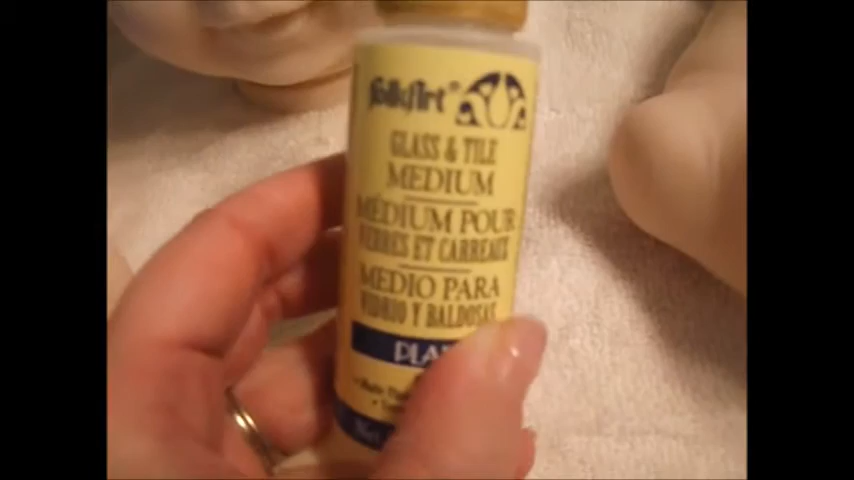 FolkArt
GLASS & TILE
MEDIUM
MÉDIUM POUR
VERRES ET CARREAUX
MEDIO PARA
VIDRIO Y BALDOSAS